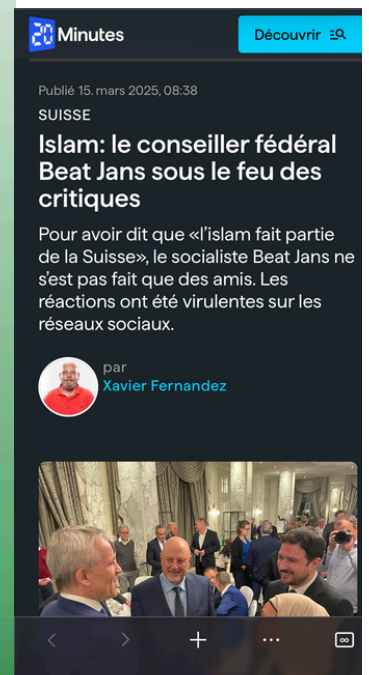 20 Minutes
Découvrir
Publié 15. mars 2025, 08:38
SUISSE
Islam: le conseiller fédéral
Beat Jans sous le feu des
critiques
Pour avoir dit que «l'islam fait partie
de la Suisse», le socialiste Beat Jans ne
s'est pas fait que des amis. Les
réactions ont été virulentes sur les
réseaux sociaux.
par
Xavier Fernandez